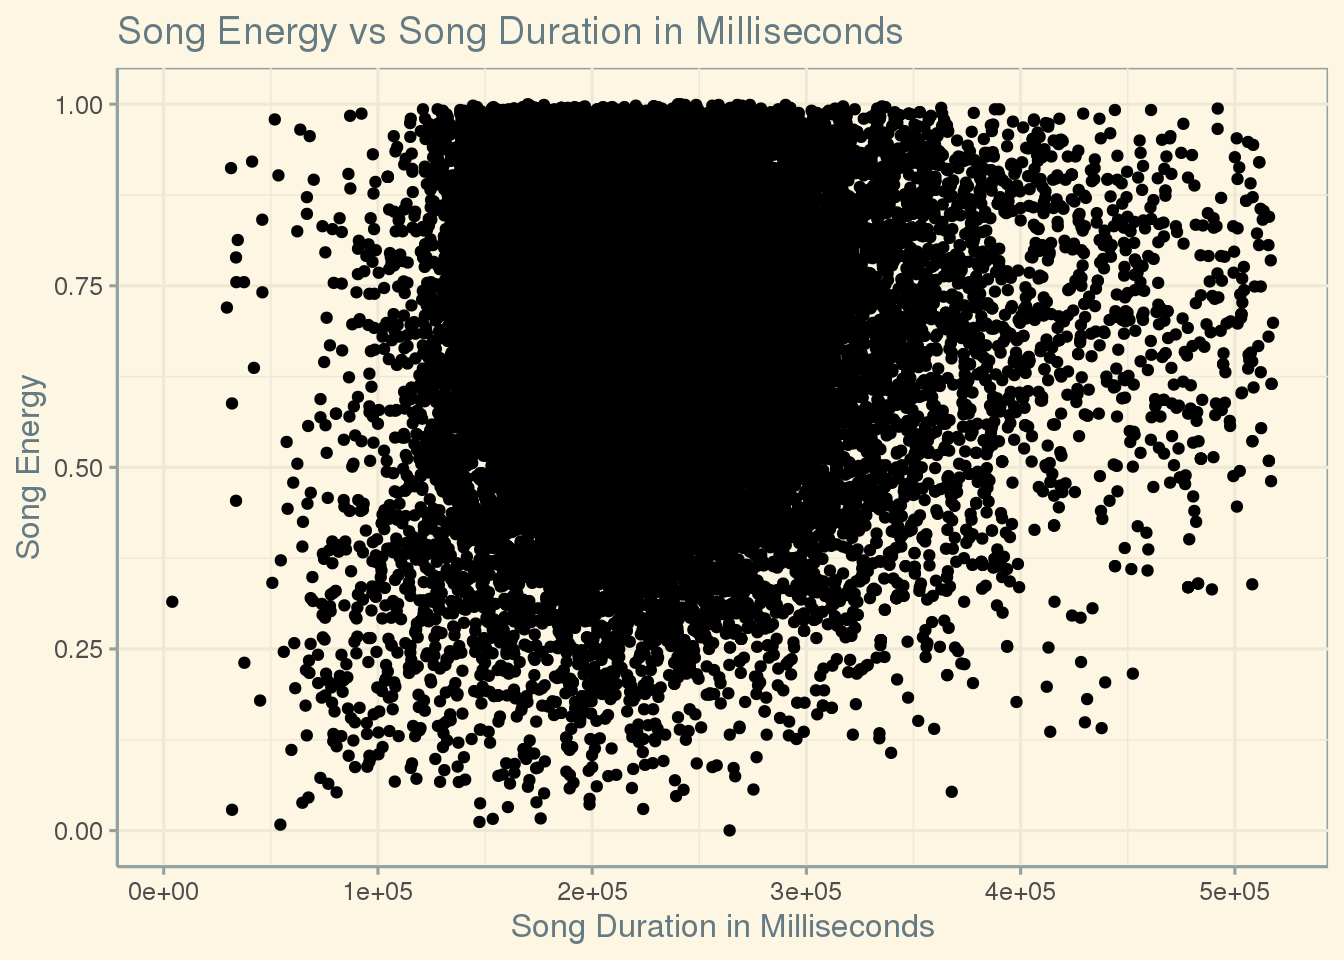 Song Energy vs Song Duration in Milliseconds
Song Energy
1.00
0.75
0.50
0.25
0.00
0e+00 1e+05 2e+05 3e+05 4e+05 5e+05
Song Duration in Milliseconds